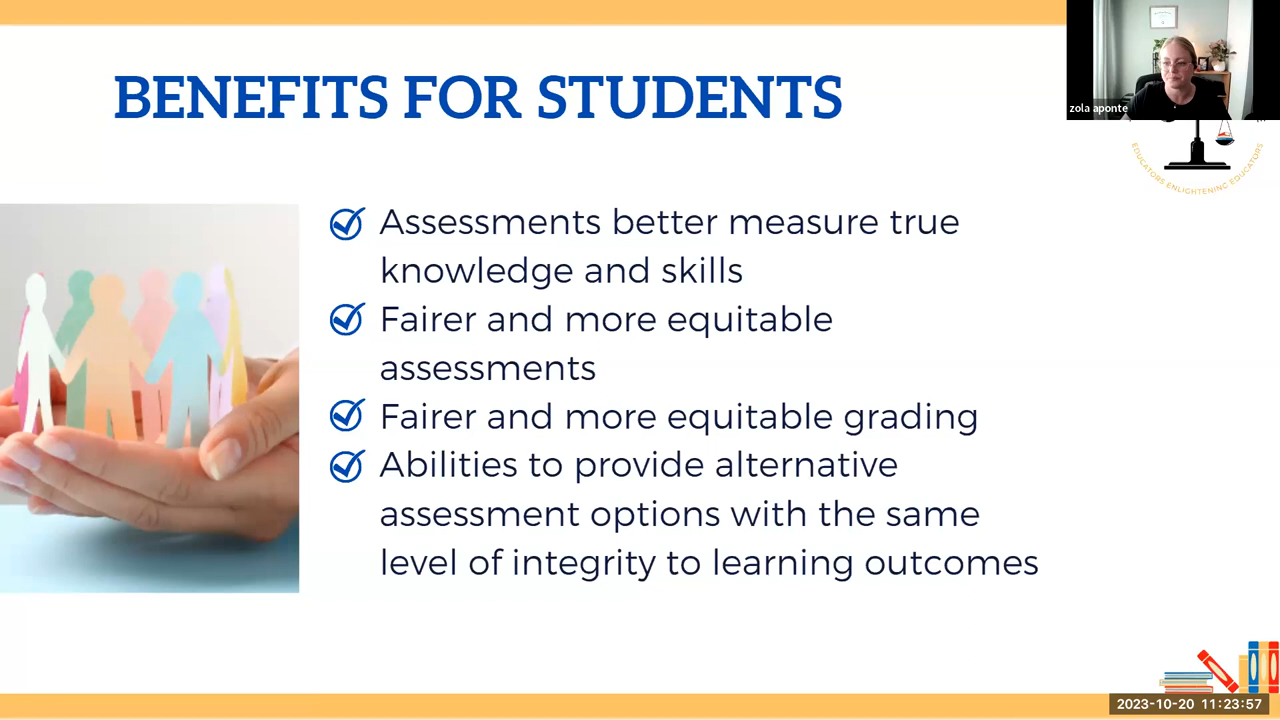 BENEFITS FOR STUDENTS
zola aponte
EDUCATORS ENLIGHTENING EDUCATORS
Assessments better measure true
knowledge and skills
Fairer and more equitable
assessments
Fairer and more equitable grading
Abilities to provide alternative
assessment options with the same
level of integrity to learning outcomes
2023-10-20 11:23:57